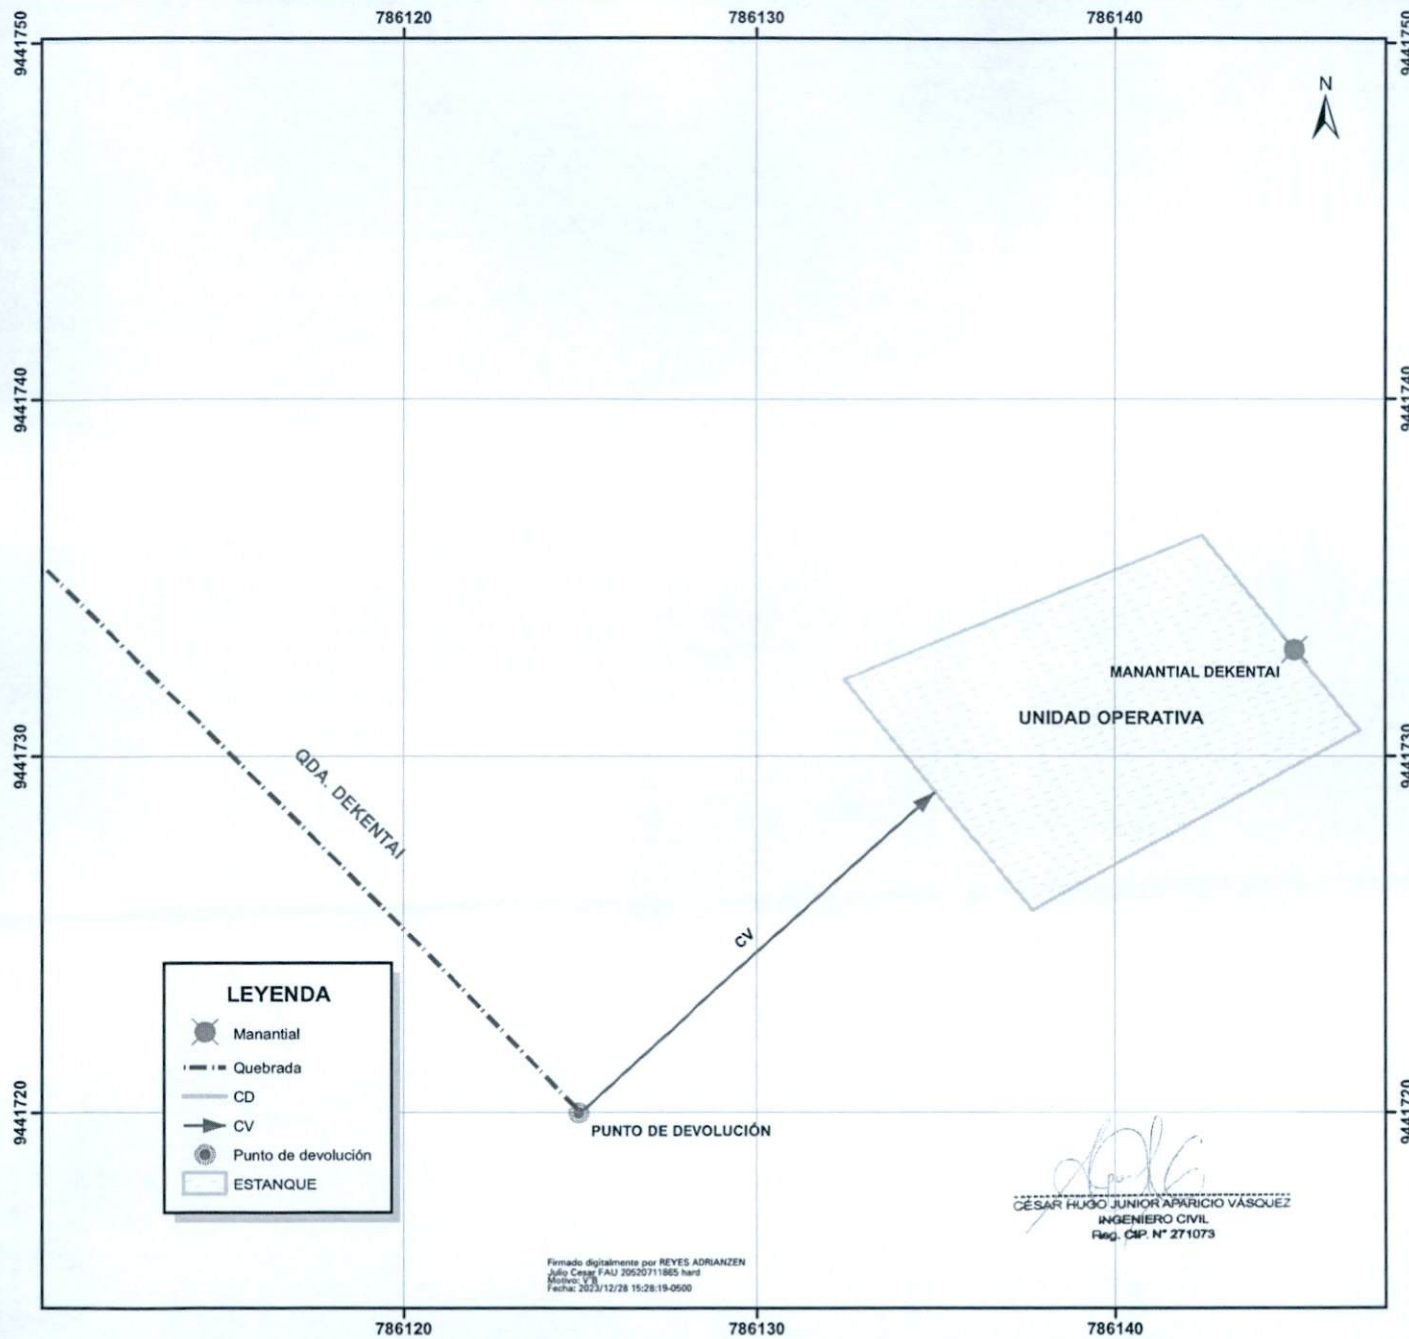 786120
786130
786140
9441750
9441750
N
9441740
9441740
MANANTIAL DEKENTAI
UNIDAD OPERATIVA
9441730
9441730
QDA. DEKENTAI
CV
LEYENDA
Manantial
Quebrada
CD
CV
Punto de devolución
ESTANQUE
9441720
9441720
PUNTO DE DEVOLUCIÓN
CÉSAR HUGO JUNIOR APARICIO VÁSQUEZ
INGENIERO CIVIL
Reg. CIP. N° 271073
Firmado digitalmente por REYES ADRIANZEN
Julio Cesar FAU 20520711865 hard
Motivo: V°B
Fecha: 2023/12/28 15:28:19-0500
786120
786130
786140